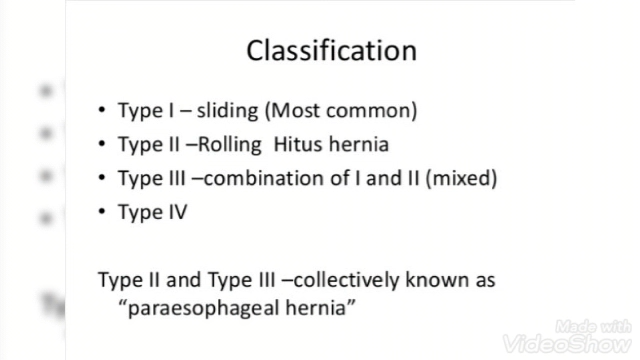 Classification
• Type I – sliding (Most common)
• Type II –Rolling Hitus hernia
• Type III –combination of I and II (mixed)
• Type IV
Type II and Type III –collectively known as
“paraesophageal hernia”
Made with
VideoShow